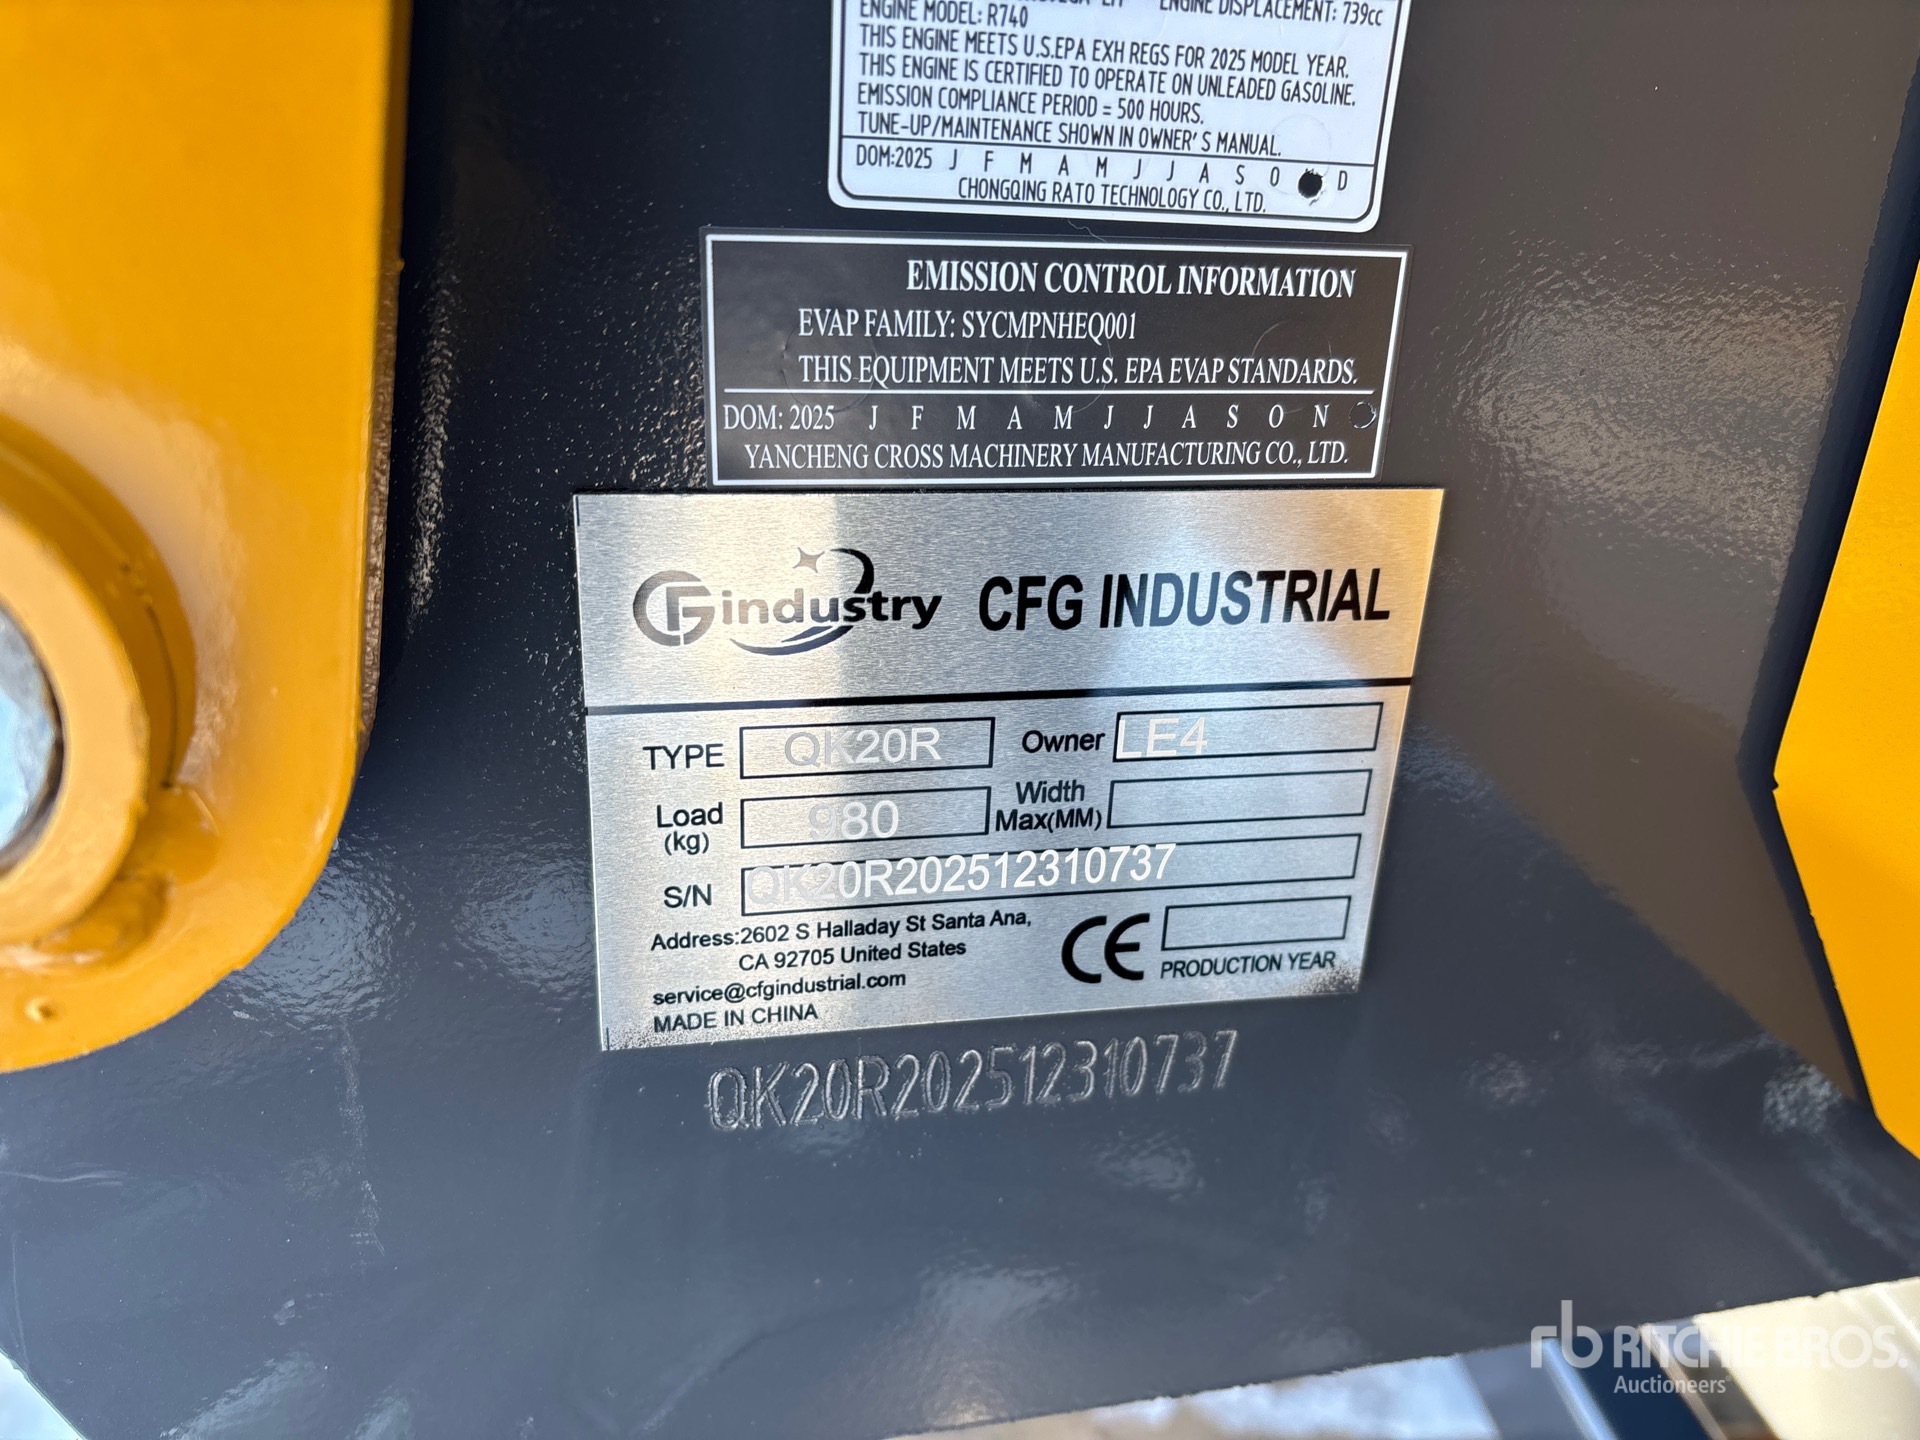 ENGINE DISPLACEMENT: 739cc
ENGINE MODEL: R740
THIS ENGINE MEETS U.S.EPA EXH REGS FOR 2025 MODEL YEAR.
THIS ENGINE IS CERTIFIED TO OPERATE ON UNLEADED GASOLINE.
EMISSION COMPLIANCE PERIOD = 500 HOURS.
TUNE-UP/MAINTENANCE SHOWN IN OWNER'S MANUAL.
DOM:2025 J F M A M J J A S O D
CHONGQING RATO TECHNOLOGY CO., LTD.
EMISSION CONTROL INFORMATION
EVAP FAMILY: SYCMPNHEQ001
THIS EQUIPMENT MEETS U.S. EPA EVAP STANDARDS.
DOM: 2025 J F M A M J J A S O N
YANCHENG CROSS MACHINERY MANUFACTURING CO., LTD.
CFG industry CFG INDUSTRIAL
TYPE QK20R Owner LE4
Load (kg) 980 Width Max(MM)
S/N QK20R202512310737
Address:2602 S Halladay St Santa Ana,
CA 92705 United States
service@cfgindustrial.com
MADE IN CHINA
CE PRODUCTION YEAR
QK20R202512310737
rb RITCHIE BROS.
Auctioneers